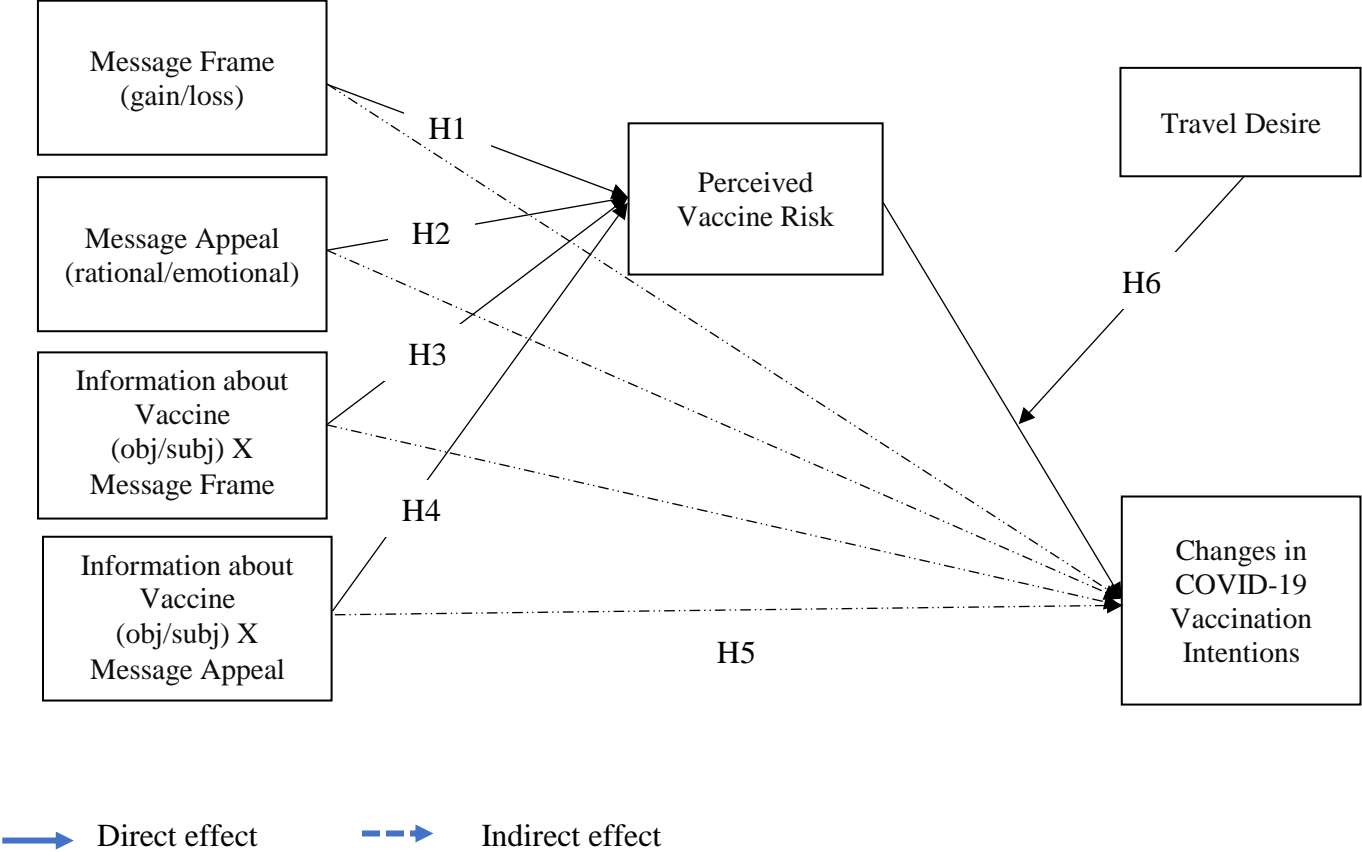 Message Frame
(gain/loss)
H1
Perceived
Vaccine Risk
Travel Desire
Message Appeal
(rational/emotional)
H2
H6
H3
Information about
Vaccine
(obj/subj) X
Message Frame
H4
Information about
Vaccine
(obj/subj) X
Message Appeal
H5
Changes in
COVID-19
Vaccination
Intentions
Direct effect
Indirect effect